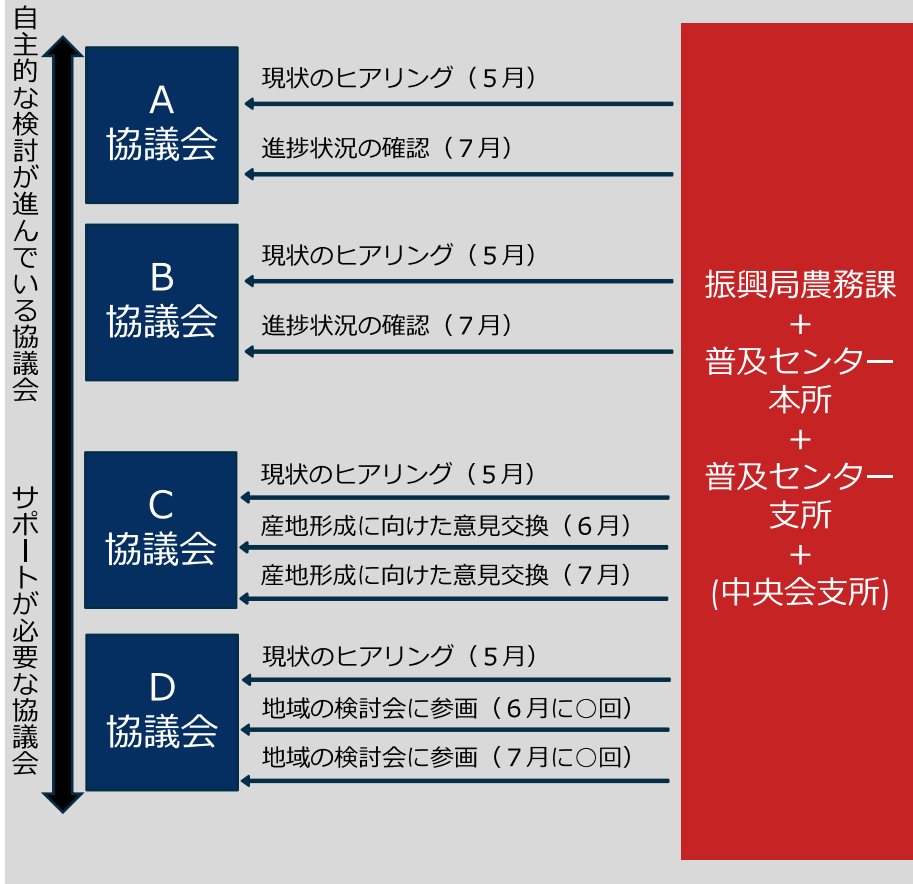 自主的な検討が進んでいる協議会
サポートが必要な協議会
A
協議会
現状のヒアリング（５月）
進捗状況の確認（７月）
B
協議会
現状のヒアリング（５月）
進捗状況の確認（７月）
C
協議会
現状のヒアリング（５月）
産地形成に向けた意見交換（６月）
産地形成に向けた意見交換（７月）
D
協議会
現状のヒアリング（５月）
地域の検討会に参画（６月に○回）
地域の検討会に参画（７月に○回）
振興局農務課
+
普及センター
本所
+
普及センター
支所
+
(中央会支所)